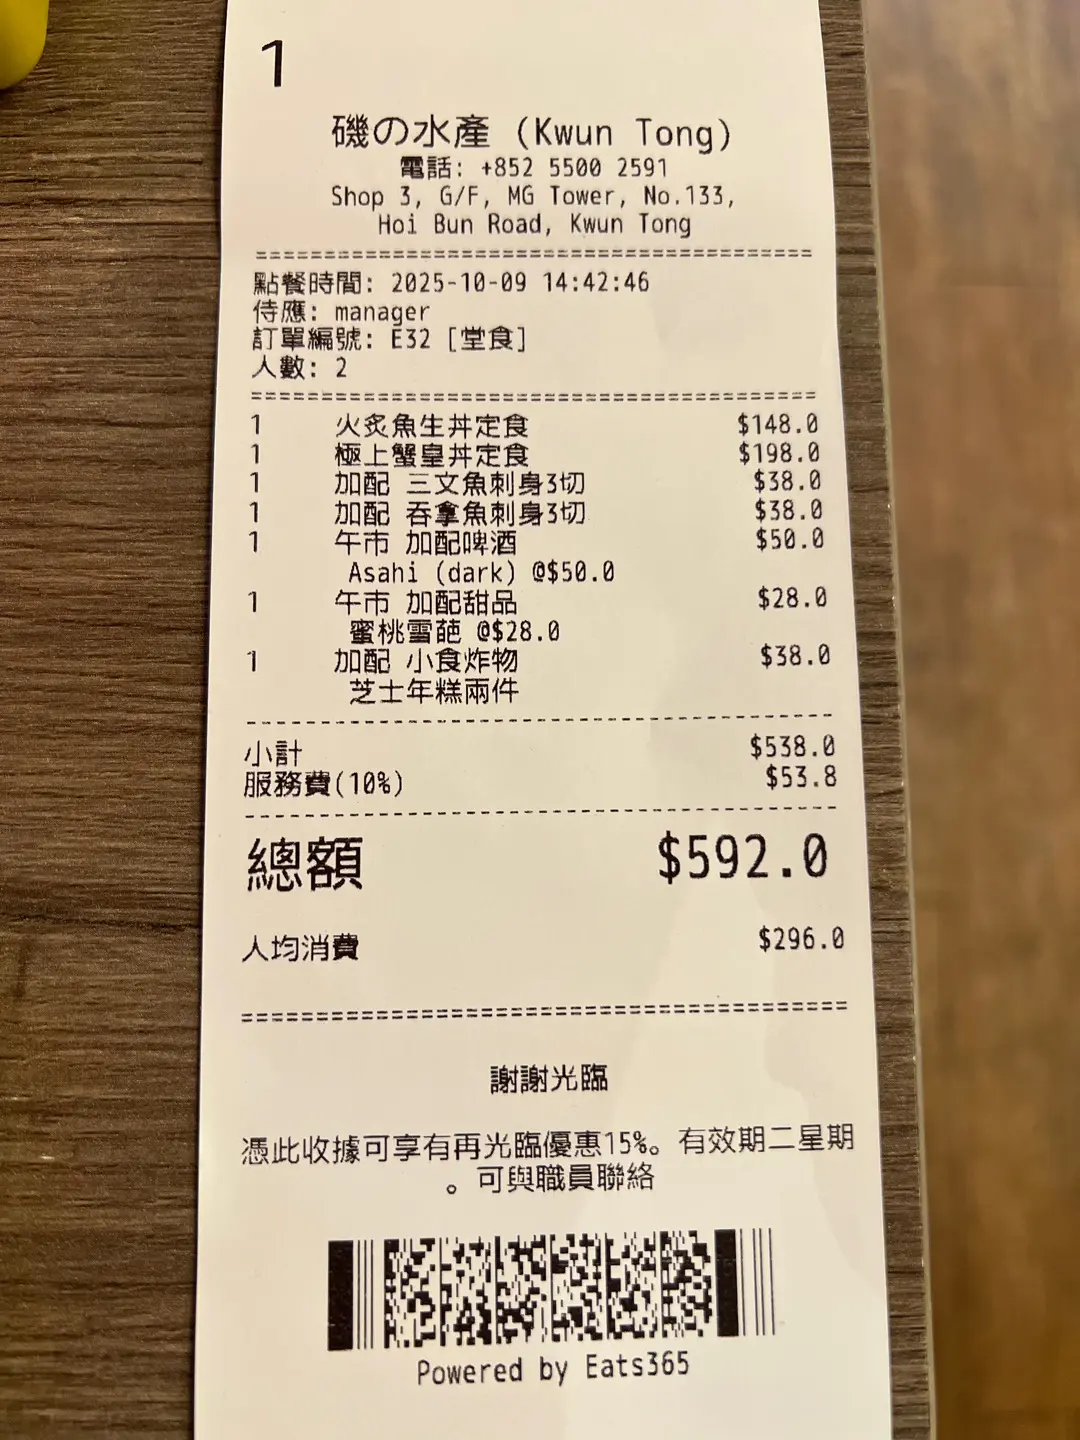 1
磯の水產 (Kwun Tong)
電話: +852 5500 2591
Shop 3, G/F, MG Tower, No.133,
Hoi Bun Road, Kwun Tong
點餐時間: 2025-10-09 14:42:46
侍應: manager
訂單編號: E32 [堂食]
人數: 2
1 火炙魚生丼定食 $148.0
1 極上蟹皇丼定食 $198.0
1 加配 三文魚刺身3切 $38.0
1 加配 吞拿魚刺身3切 $38.0
1 午市 加配啤酒 $50.0
Asahi (dark) @$50.0
1 午市 加配甜品 $28.0
蜜桃雪葩 @$28.0
1 加配 小食炸物 $38.0
芝士年糕兩件
小計 $538.0
服務費(10%) $53.8
總額 $592.0
人均消費 $296.0
謝謝光臨
憑此收據可享有再光臨優惠15%。有效期二星期
。可與職員聯絡
Powered by Eats365